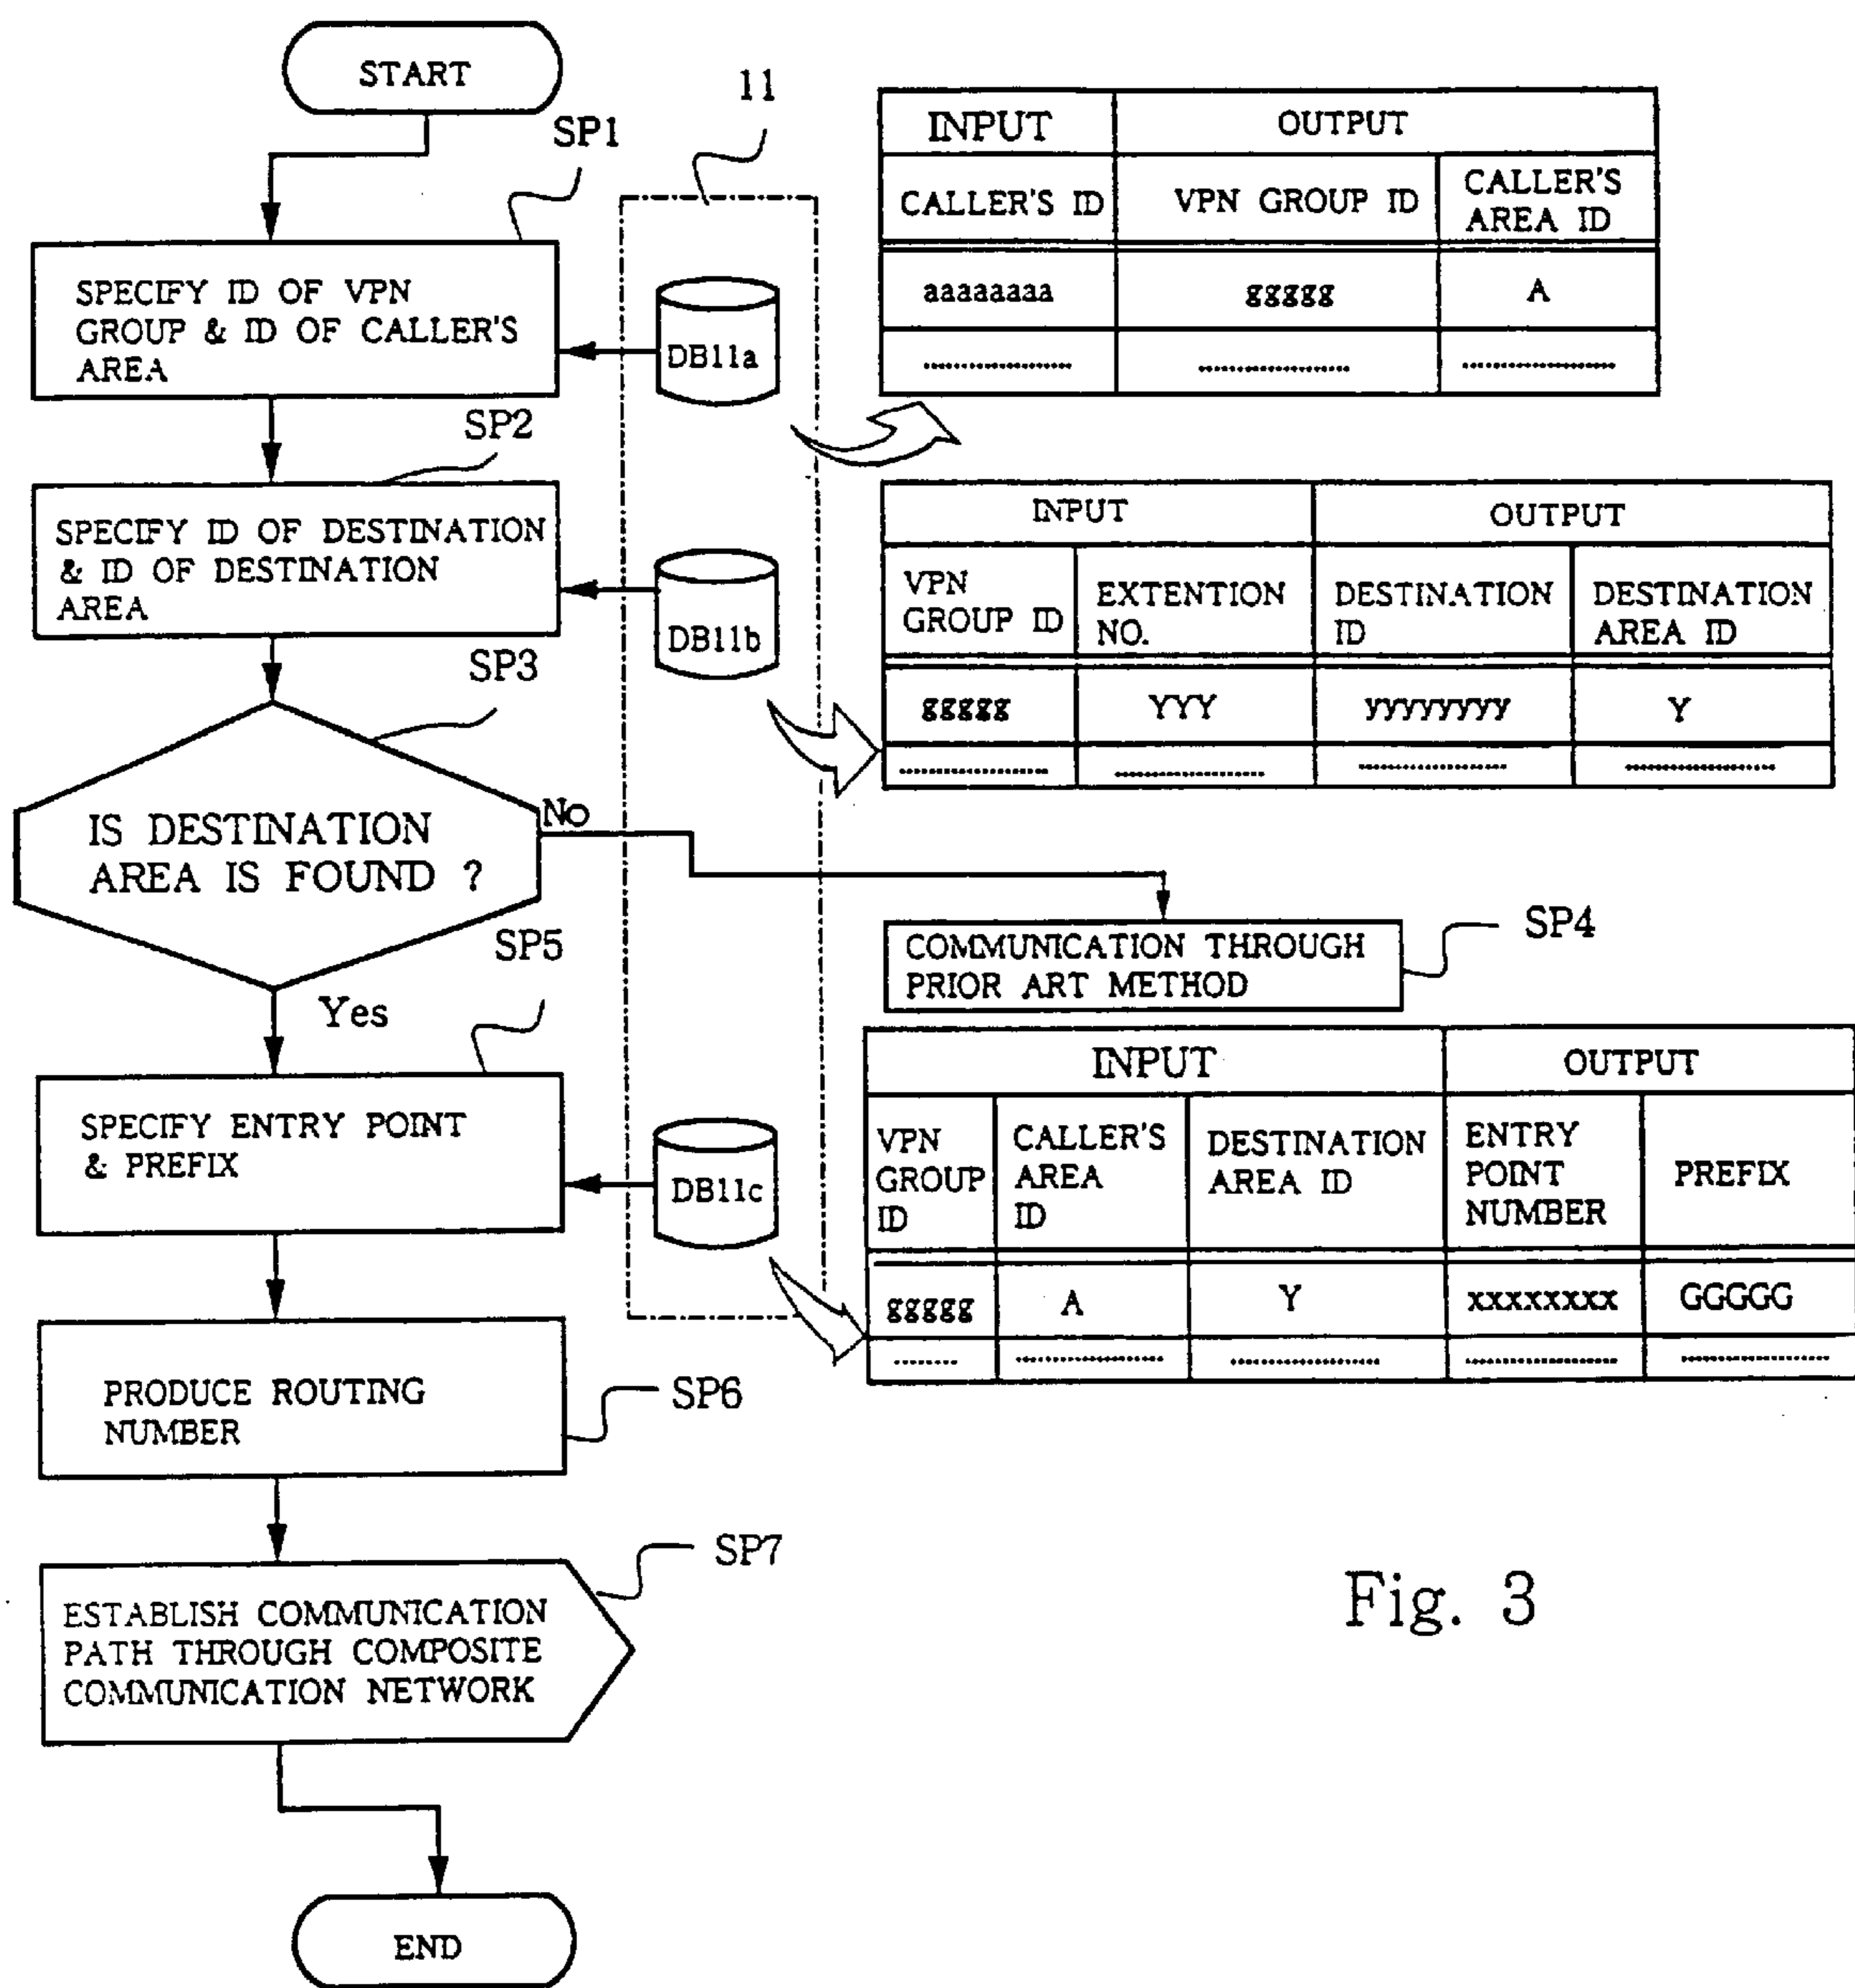 START
SP1
SPECIFY ID OF VPN
GROUP & ID OF CALLER'S
AREA
SP2
SPECIFY ID OF DESTINATION
& ID OF DESTINATION
AREA
SP3
IS DESTINATION
AREA IS FOUND ?
No
Yes
SP5
SPECIFY ENTRY POINT
& PREFIX
PRODUCE ROUTING
NUMBER
SP6
SP7
ESTABLISH COMMUNICATION
PATH THROUGH COMPOSITE
COMMUNICATION NETWORK
END
11
DB11a
DB11b
DB11c
INPUT OUTPUT
CALLER'S ID VPN GROUP ID CALLER'S
AREA ID
aaaaaaaa ggggg A
.................... .................... ....................
INPUT OUTPUT
VPN
GROUP ID EXTENTION
NO. DESTINATION
ID DESTINATION
AREA ID
ggggg YYY yyyyyyyy Y
.................... .................... .................... ....................
COMMUNICATION THROUGH
PRIOR ART METHOD
SP4
INPUT OUTPUT
VPN
GROUP
ID CALLER'S
AREA
ID DESTINATION
AREA ID ENTRY
POINT
NUMBER PREFIX
ggggg A Y xxxxxxxx GGGGG
........ .................... .................... .................... ....................
Fig. 3